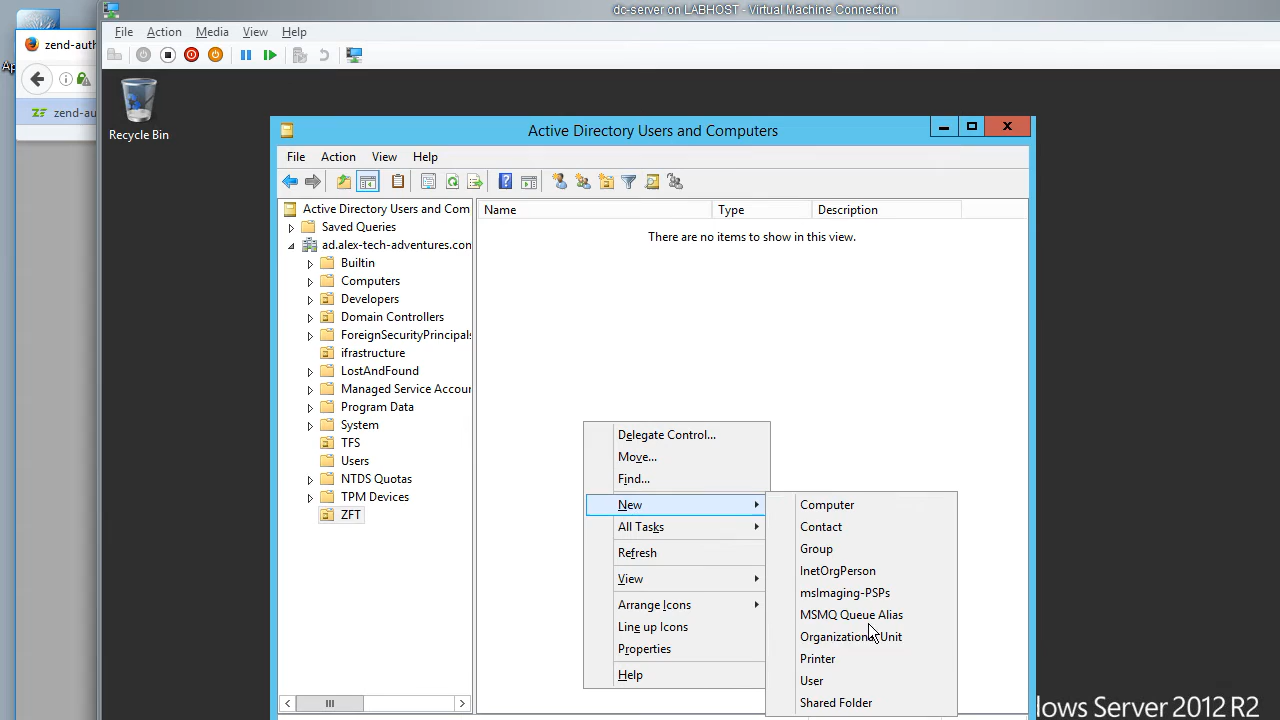 dc-server on LABHOST - Virtual Machine Connection
File Action Media View Help
zend-auth
Recycle Bin
zend-au
Active Directory Users and Computers
File Action View Help
Active Directory Users and Com
Saved Queries
ad.alex-tech-adventures.con
Builtin
Computers
Developers
Domain Controllers
ForeignSecurityPrincipals
ifrastructure
LostAndFound
Managed Service Accour
Program Data
System
TFS
Users
NTDS Quotas
TPM Devices
ZFT
Name Type Description
There are no items to show in this view.
Delegate Control...
Move...
Find...
New
All Tasks
Refresh
View
Arrange Icons
Line up Icons
Properties
Help
Computer
Contact
Group
InetOrgPerson
msImaging-PSPs
MSMQ Queue Alias
Organizational Unit
Printer
User
Shared Folder
dows Server 2012 R2